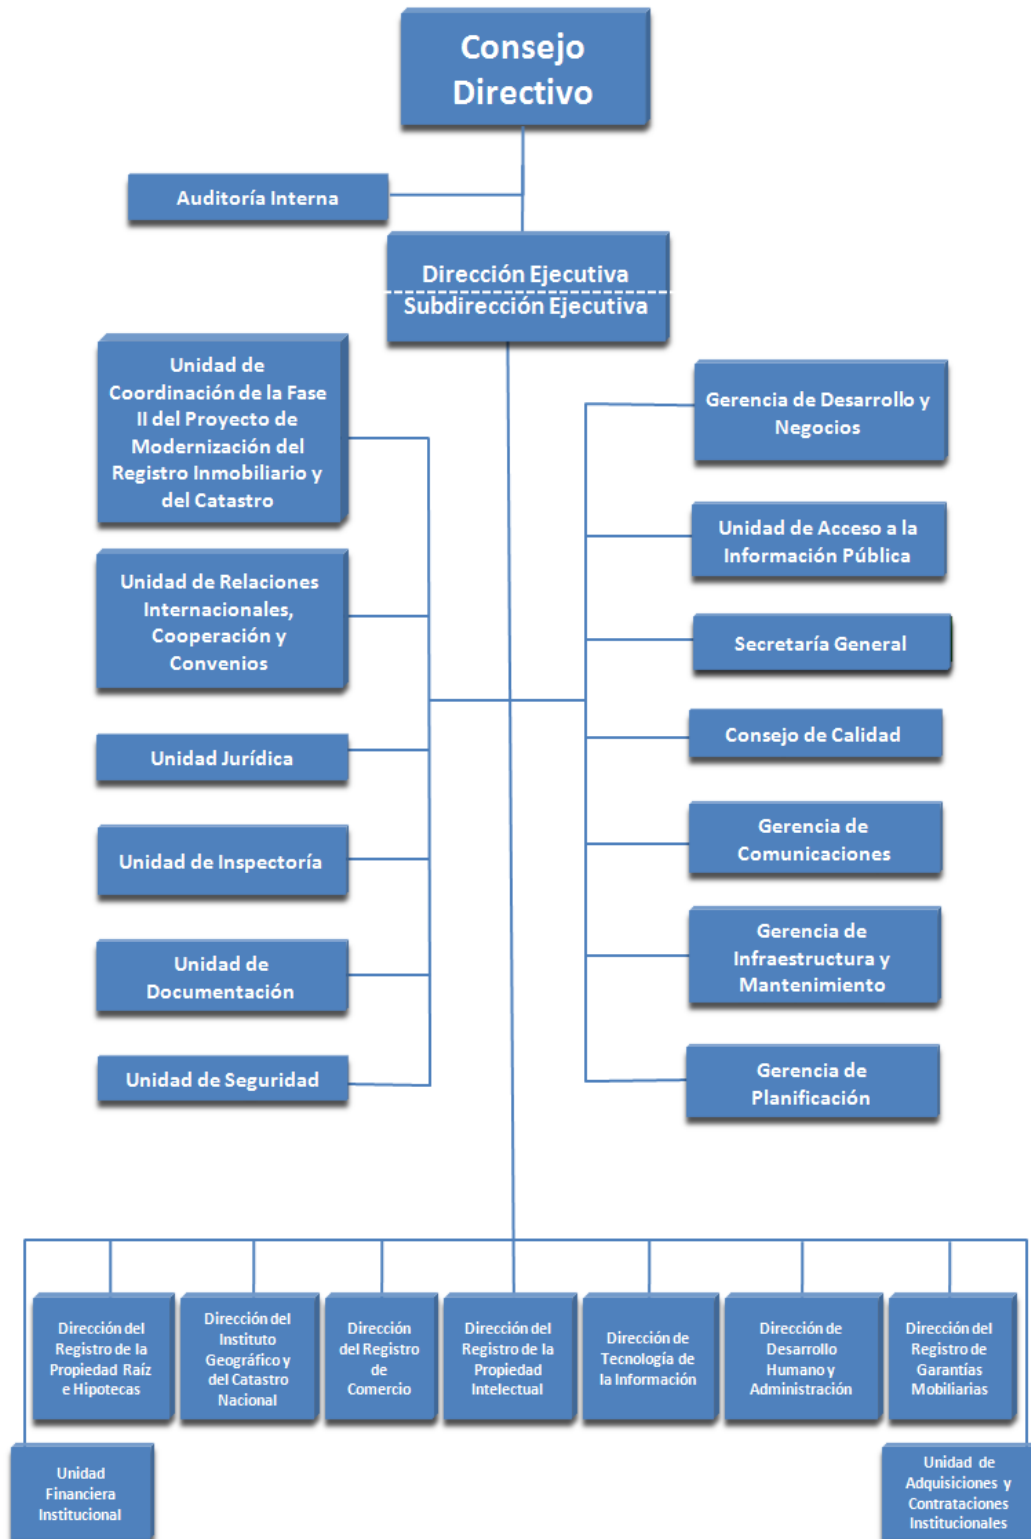 Consejo
Directivo
Auditoría Interna
Dirección Ejecutiva
Subdirección Ejecutiva
Unidad de
Coordinación de la Fase
II del Proyecto de
Modernización del
Registro Inmobiliario y
del Catastro
Unidad de Relaciones
Internacionales,
Cooperación y
Convenios
Unidad Jurídica
Unidad de Inspectoría
Unidad de
Documentación
Unidad de Seguridad
Gerencia de Desarrollo y
Negocios
Unidad de Acceso a la
Información Pública
Secretaría General
Consejo de Calidad
Gerencia de
Comunicaciones
Gerencia de
Infraestructura y
Mantenimiento
Gerencia de
Planificación
Dirección del
Registro de la
Propiedad Raíz
e Hipotecas
Dirección del
Instituto
Geográfico y
del Catastro
Nacional
Dirección
del Registro
de
Comercio
Dirección del
Registro de la
Propiedad
Intelectual
Dirección de
Tecnología de
la Información
Dirección de
Desarrollo
Humano y
Administración
Dirección del
Registro de
Garantías
Mobiliarias
Unidad
Financiera
Institucional
Unidad de
Adquisiciones y
Contrataciones
Institucionales